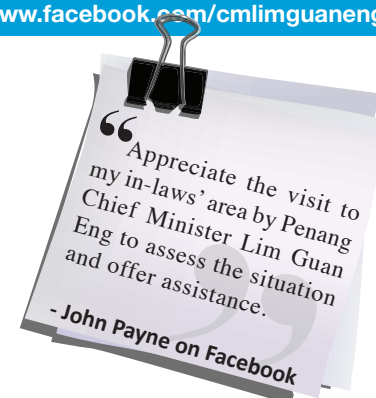 ww.facebook.com/cmlimguaneng
“Appreciate the visit to
my in-laws’ area by Penang
Chief Minister Lim Guan
Eng to assess the situation
and offer assistance.
- John Payne on Facebook